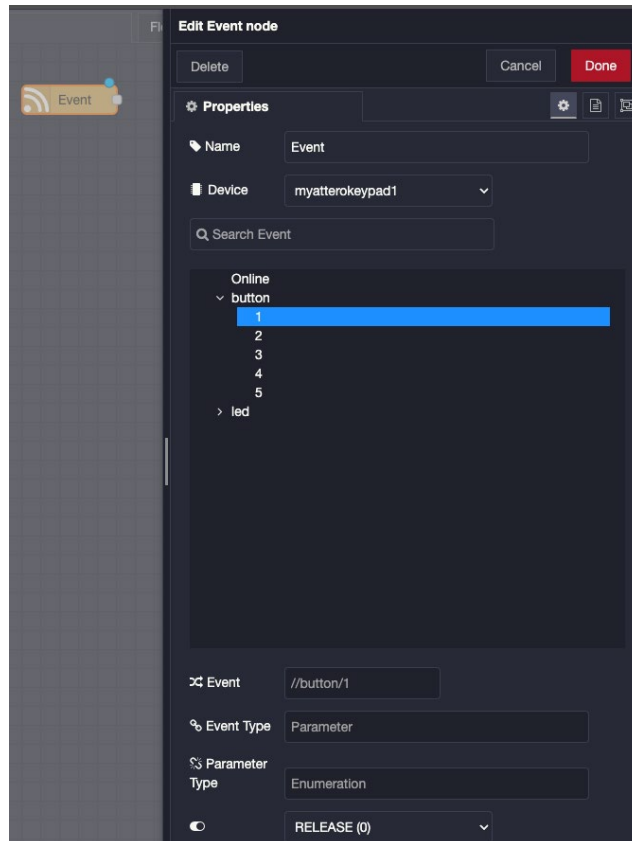 Edit Event node
Delete
Cancel
Done
Event
Properties
Name
Event
Device
myatterokeypad1
Search Event
Online
button
1
2
3
4
5
led
Event
//button/1
Event Type
Parameter
Parameter
Type
Enumeration
RELEASE (0)